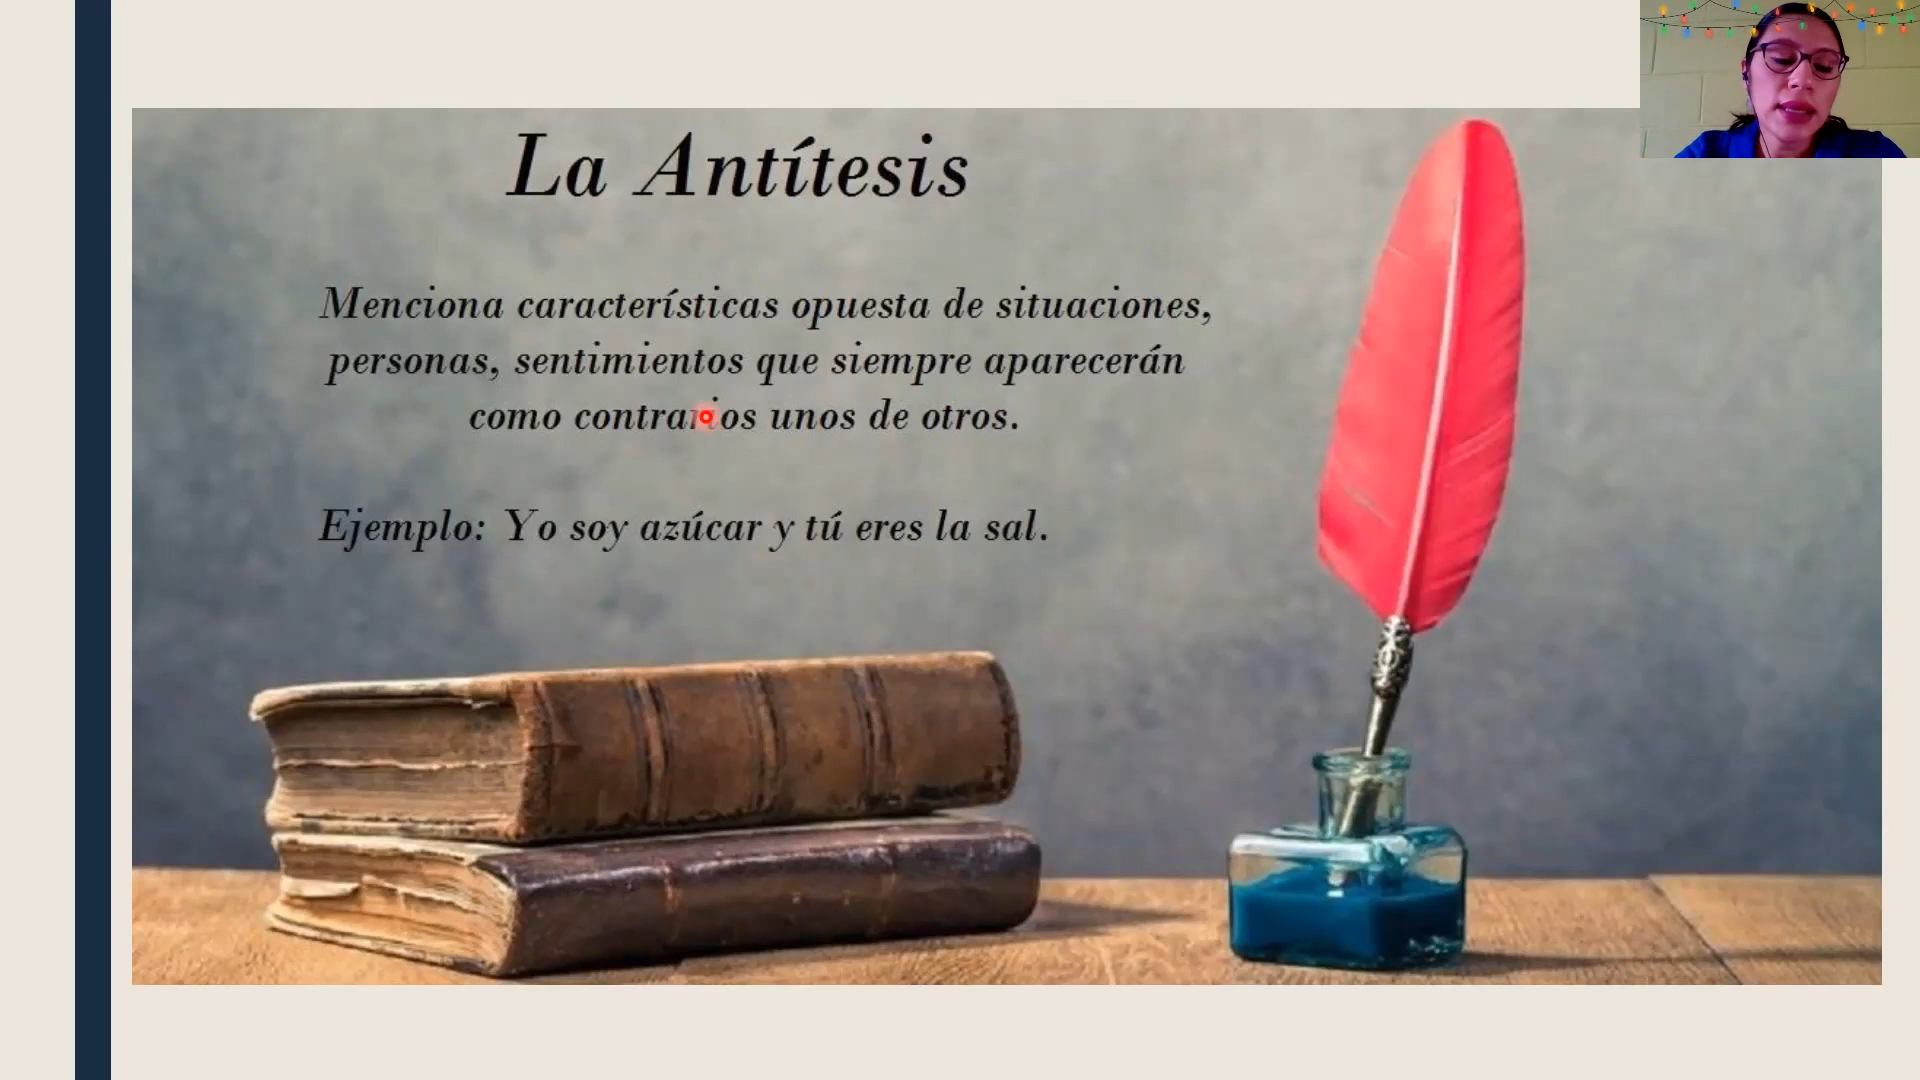 La Antítesis
Menciona características opuesta de situaciones,
personas, sentimientos que siempre aparecerán
como contrarios unos de otros.
Ejemplo: Yo soy azúcar y tú eres la sal.